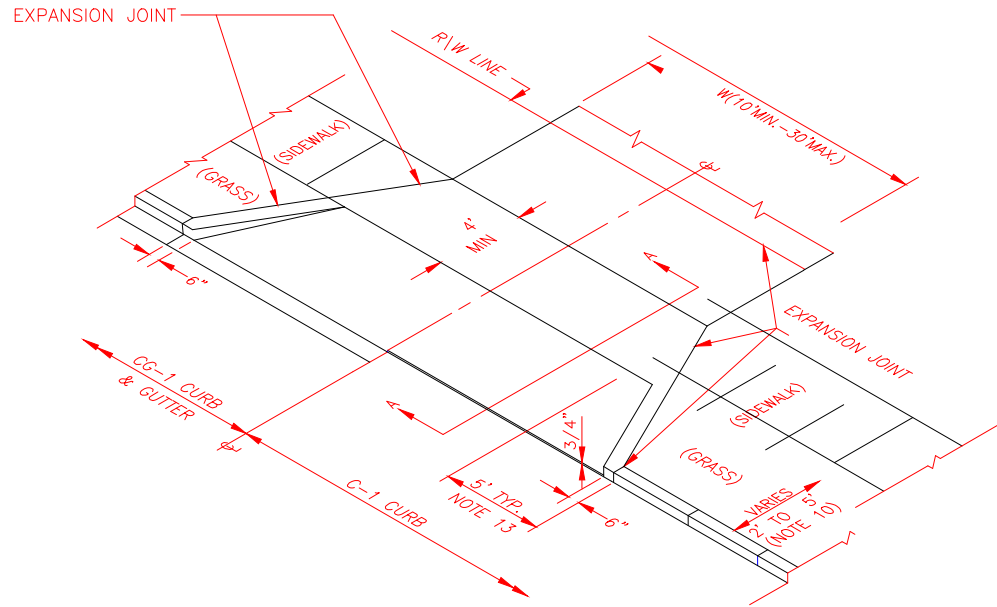 EXPANSION JOINT
R\W LINE
W(10'MIN.-30'MAX.)
(SIDEWALK)
(GRASS)
℄
4'
MIN
A
6"
EXPANSION JOINT
CG-1 CURB
& GUTTER
A
3/4"
(SIDEWALK)
(GRASS)
℄
5' TYP.
NOTE 13
6"
VARIES
2' TO 5'
(NOTE 10)
C-1 CURB